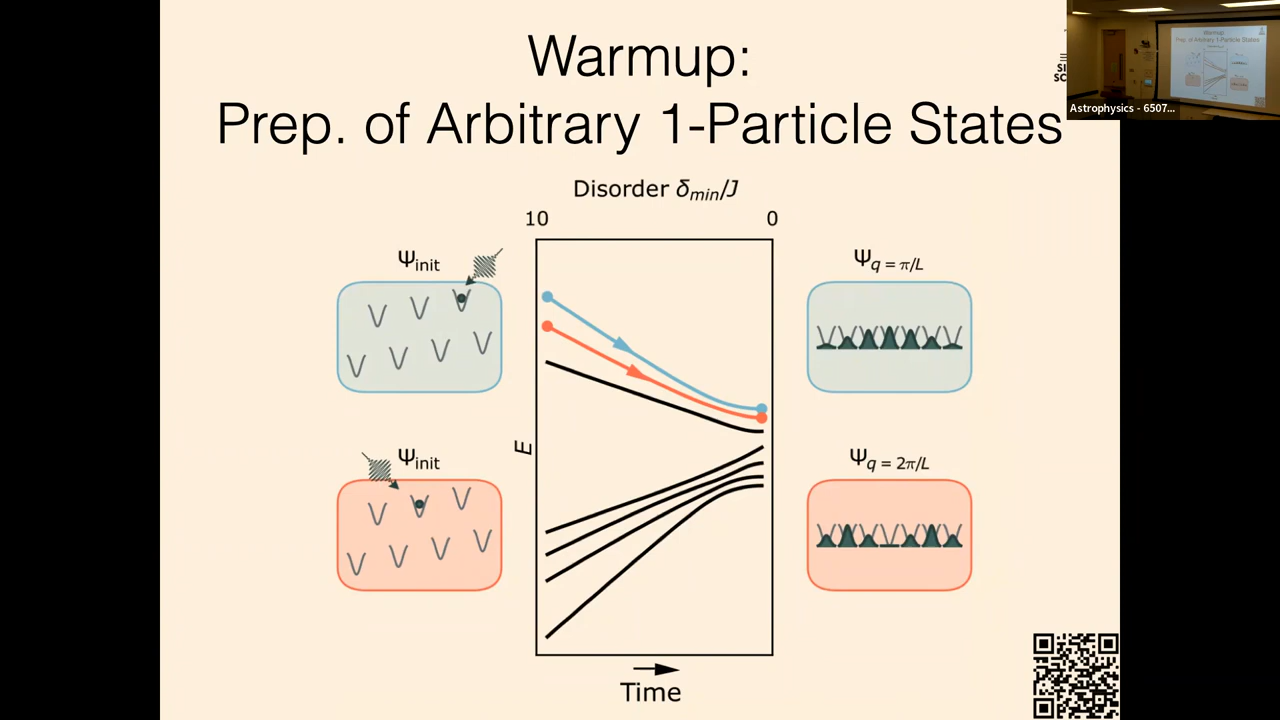 Warmup:
Prep. of Arbitrary 1-Particle States
Astrophysics - 6507...
Disorder δmin/J
10 0
Ψinit
Ψq = π/L
E
Ψinit
Ψq = 2π/L
Time